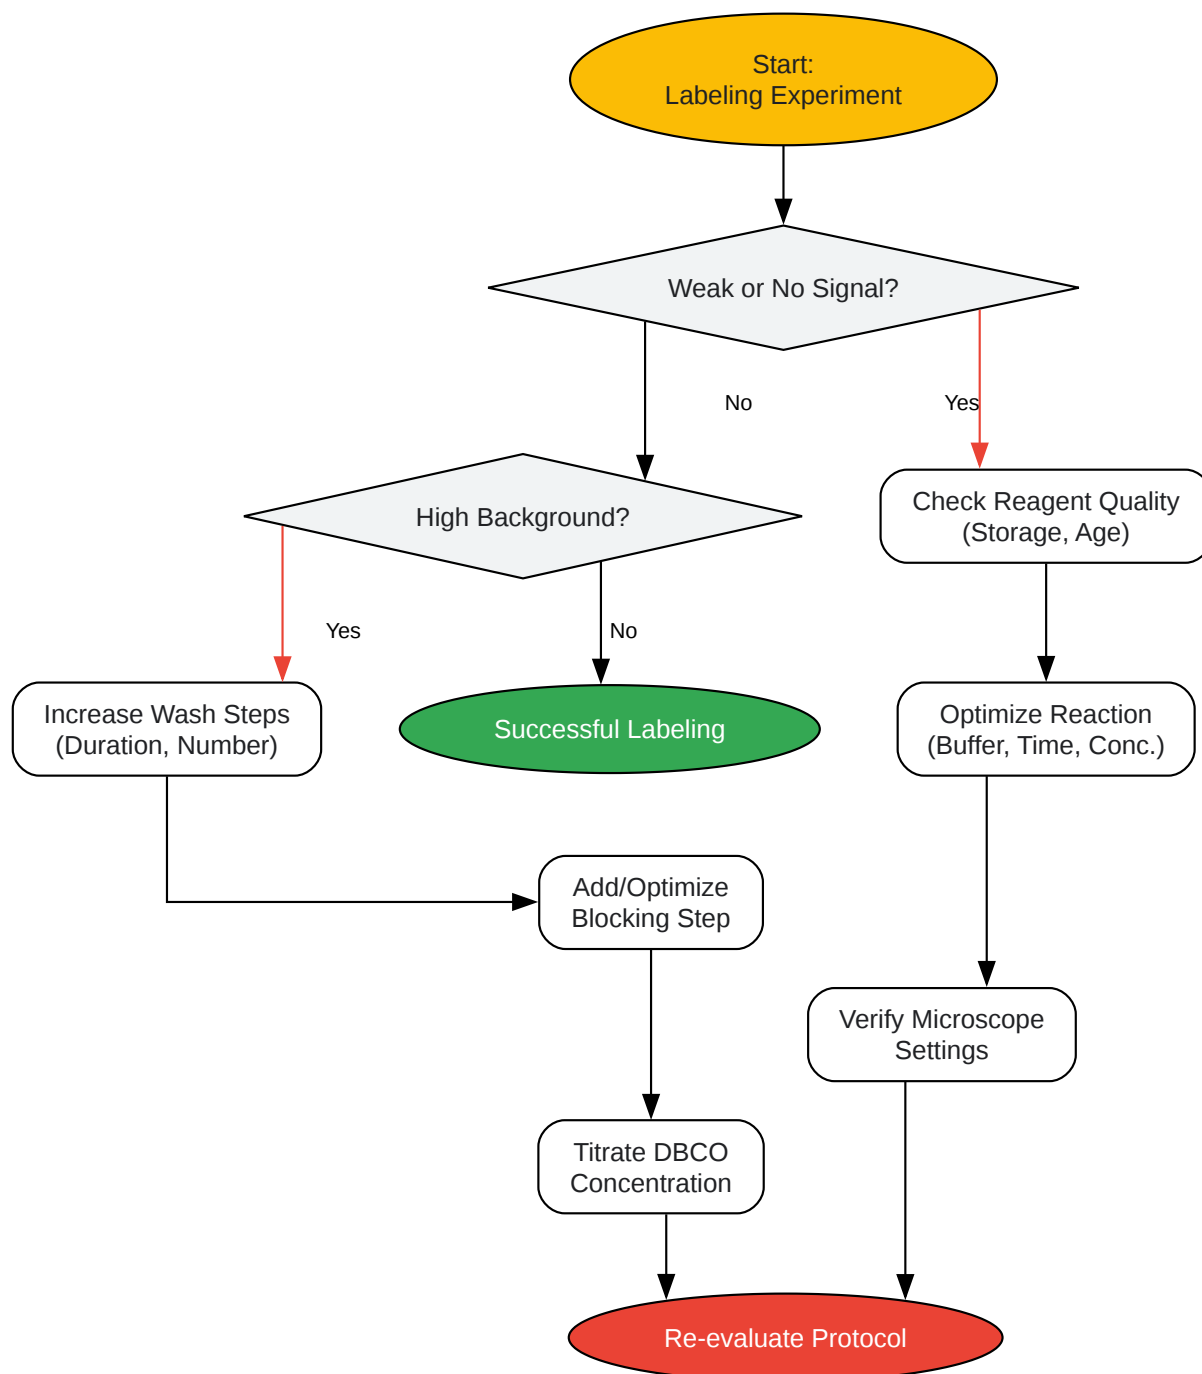 Start:
Labeling Experiment
Weak or No Signal?
No
Yes
High Background?
Check Reagent Quality
(Storage, Age)
Yes
No
Increase Wash Steps
(Duration, Number)
Successful Labeling
Optimize Reaction
(Buffer, Time, Conc.)
Add/Optimize
Blocking Step
Verify Microscope
Settings
Titrate DBCO
Concentration
Re-evaluate Protocol